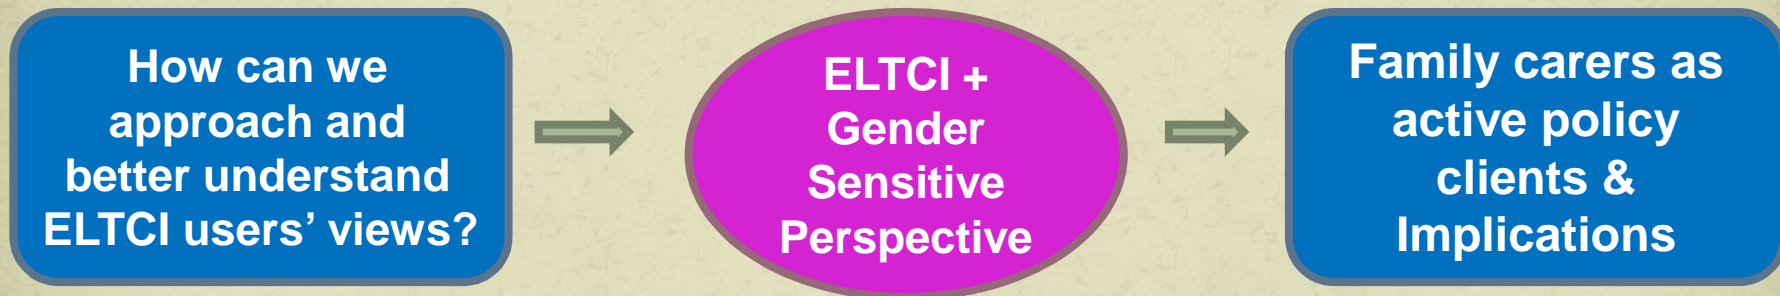 How can we
approach and
better understand
ELTCI users’ views?
ELTCI +
Gender
Sensitive
Perspective
Family carers as
active policy
clients &
Implications